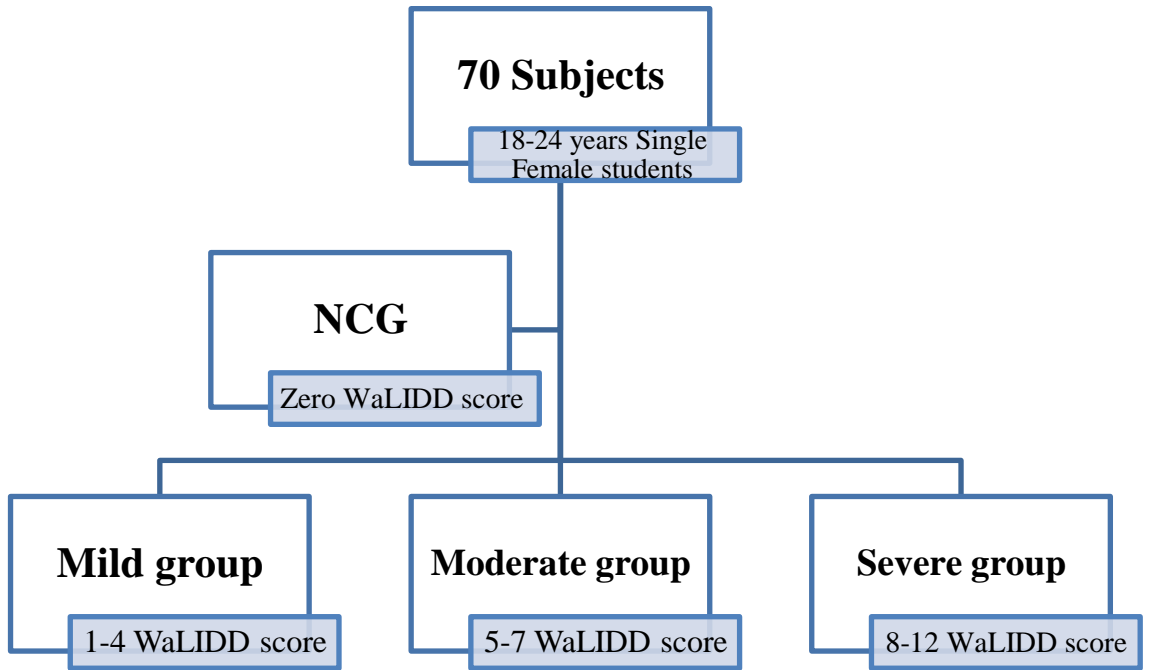 70 Subjects
18-24 years Single
Female students
NCG
Zero WaLIDD score
Mild group
1-4 WaLIDD score
Moderate group
5-7 WaLIDD score
Severe group
8-12 WaLIDD score